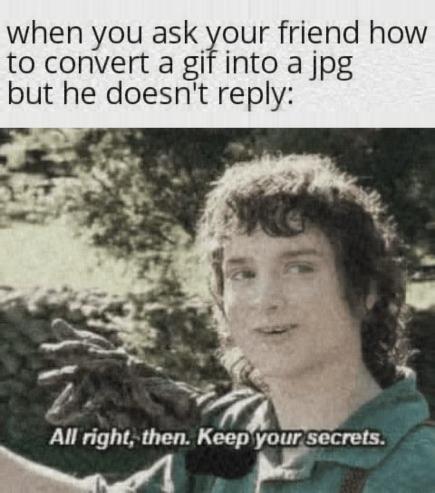 when you ask your friend how
to convert a gif into a jpg
but he doesn't reply:
All right, then. Keep your secrets.